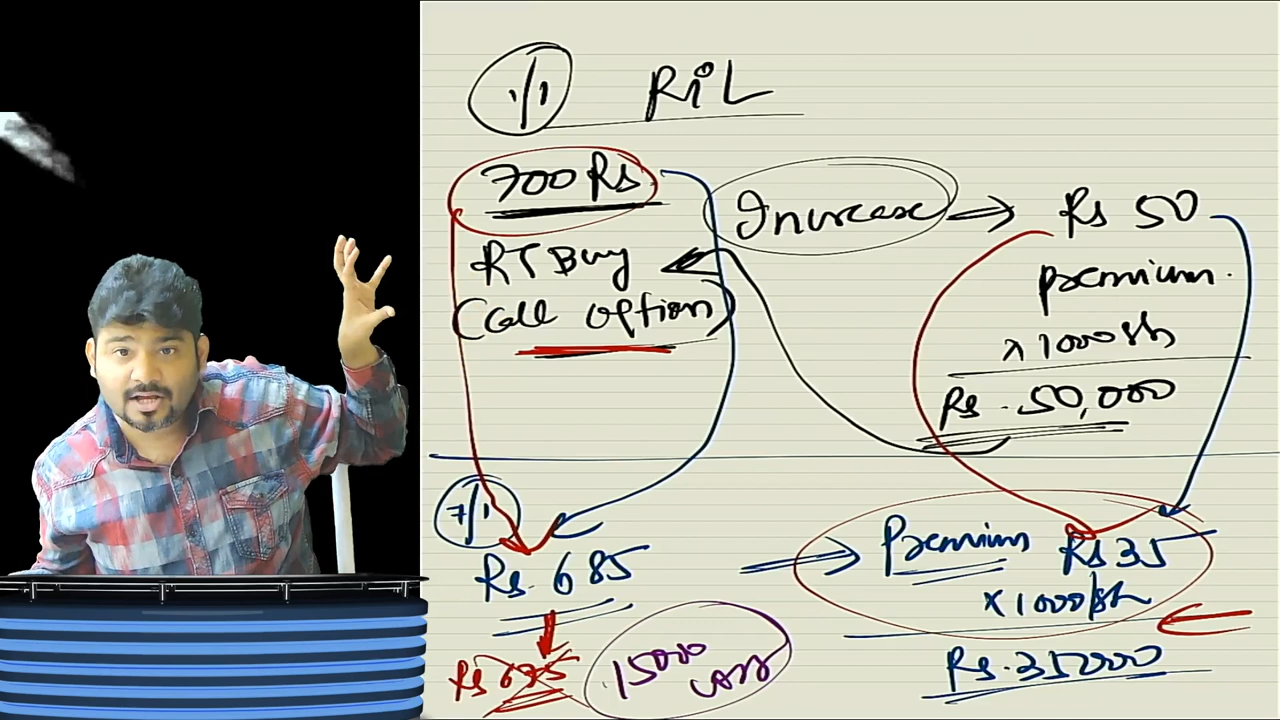 1/1 RiL
700 Rs
Increase ⇒ Rs 50
RT Buy
premium.
(Call option)
x 1000 sh
Rs. 50,000
7/1
Rs. 685
⇒ Premium Rs 35
x 1000/sh
15000 loss
Rs. 35000